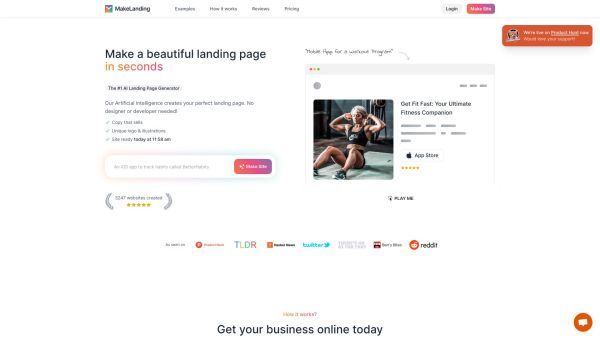 MakeLanding
Examples
How it works
Reviews
Pricing
Login
Make Site
We're live on Product Hunt now
Would love your support!
Make a beautiful landing page
in seconds
The #1 AI Landing Page Generator
Our Artificial Intelligence creates your perfect landing page. No
designer or developer needed!
Copy that sells
Unique logo & illustrations
Site ready today at 11:58 am
An iOS app to track habits called BetterHabits
Make Site
3247 websites created
"Mobile App for a Workout Program"
Get Fit Fast: Your Ultimate
Fitness Companion
App Store
PLAY ME
As seen on
Product Hunt
TLDR
Hacker News
twitter
Ben's Bites
reddit
How it works?
Get your business online today